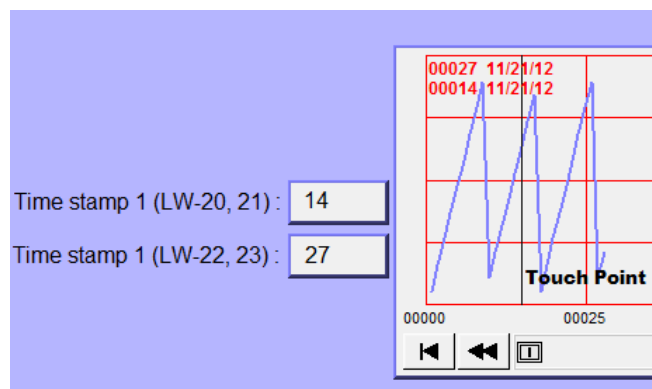 00027 11/21/12
00014 11/21/12
Time stamp 1 (LW-20, 21) : 14
Time stamp 1 (LW-22, 23) : 27
Touch Point
00000 00025